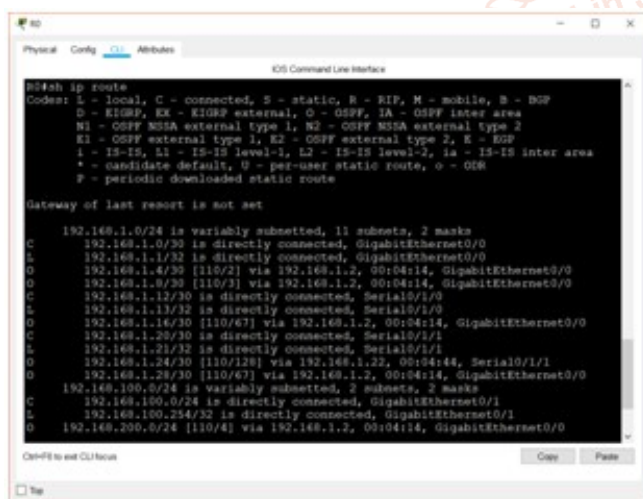 R0
Physical Config CLI Attributes
IOS Command Line Interface
R0#sh ip route
Codes: L - local, C - connected, S - static, R - RIP, M - mobile, B - BGP
D - EIGRP, EX - EIGRP external, O - OSPF, IA - OSPF inter area
N1 - OSPF NSSA external type 1, N2 - OSPF NSSA external type 2
E1 - OSPF external type 1, E2 - OSPF external type 2, E - EGP
i - IS-IS, L1 - IS-IS level-1, L2 - IS-IS level-2, ia - IS-IS inter area
* - candidate default, U - per-user static route, o - ODR
P - periodic downloaded static route
Gateway of last resort is not set
192.168.1.0/24 is variably subnetted, 11 subnets, 2 masks
C 192.168.1.0/30 is directly connected, GigabitEthernet0/0
L 192.168.1.1/32 is directly connected, GigabitEthernet0/0
O 192.168.1.4/30 [110/2] via 192.168.1.2, 00:04:14, GigabitEthernet0/0
O 192.168.1.8/30 [110/3] via 192.168.1.2, 00:04:14, GigabitEthernet0/0
C 192.168.1.12/30 is directly connected, Serial0/1/0
L 192.168.1.13/32 is directly connected, Serial0/1/0
O 192.168.1.16/30 [110/67] via 192.168.1.2, 00:04:14, GigabitEthernet0/0
C 192.168.1.20/30 is directly connected, Serial0/1/1
L 192.168.1.21/32 is directly connected, Serial0/1/1
O 192.168.1.24/30 [110/128] via 192.168.1.22, 00:04:44, Serial0/1/1
O 192.168.1.28/30 [110/67] via 192.168.1.2, 00:04:14, GigabitEthernet0/0
192.168.100.0/24 is variably subnetted, 2 subnets, 2 masks
C 192.168.100.0/24 is directly connected, GigabitEthernet0/1
L 192.168.100.254/32 is directly connected, GigabitEthernet0/1
O 192.168.200.0/24 [110/4] via 192.168.1.2, 00:04:14, GigabitEthernet0/0
Ctrl+F6 to exit CLI focus
Copy Paste
Top